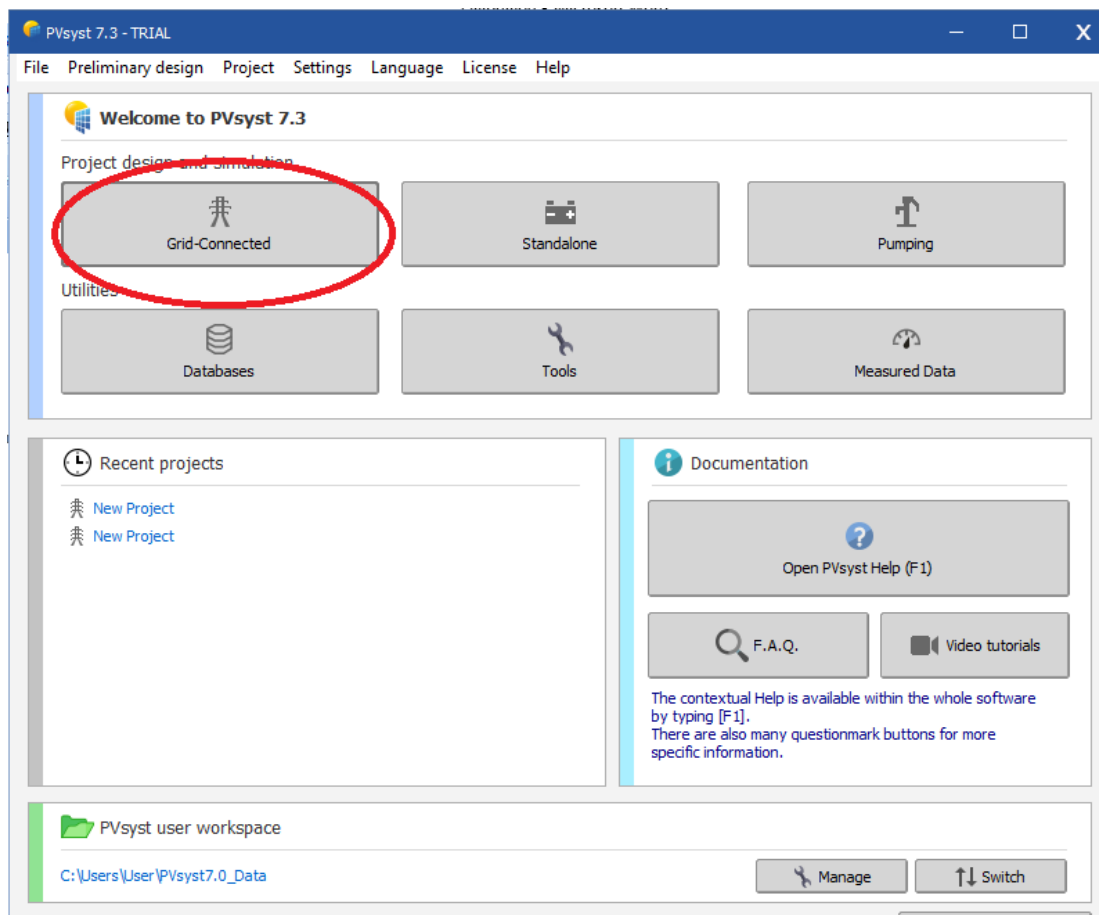 PVsyst 7.3 - TRIAL
File Preliminary design Project Settings Language License Help
Welcome to PVsyst 7.3
Project design and simulation
Grid-Connected
Standalone
Pumping
Utilities
Databases
Tools
Measured Data
Recent projects
New Project
New Project
Documentation
Open PVsyst Help (F1)
F.A.Q.
Video tutorials
The contextual Help is available within the whole software
by typing [F1].
There are also many questionmark buttons for more
specific information.
PVsyst user workspace
C:\Users\User\PVsyst7.0_Data
Manage
Switch